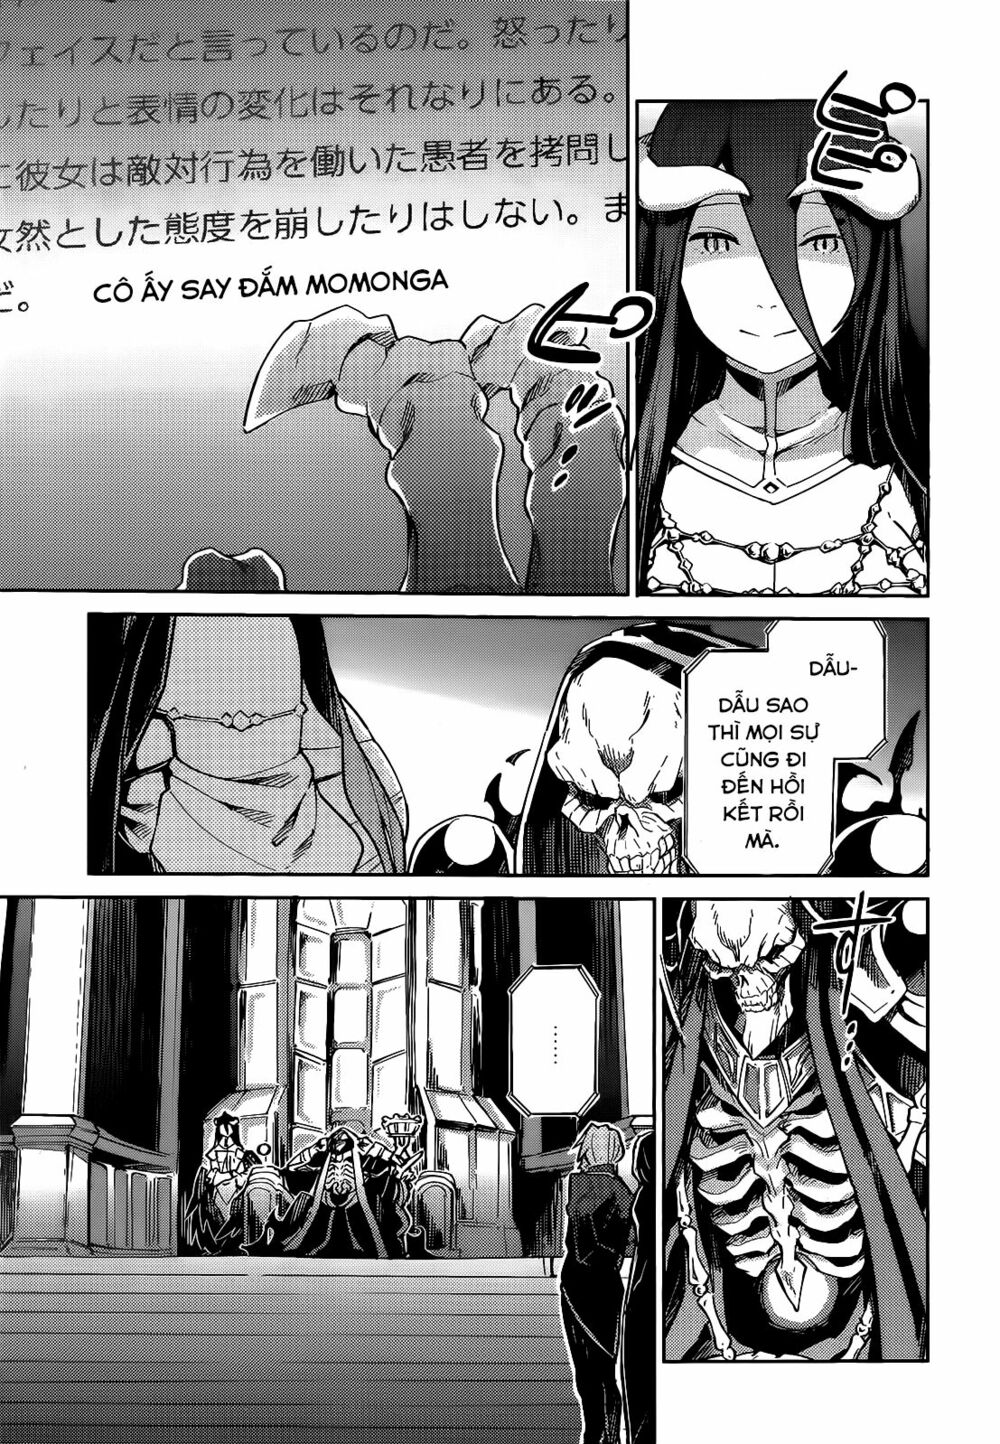 フェイスだと言っているのだ。怒ったり
したりと表情の変化はそれなりにある。
に彼女は敵対行為を働いた愚者を拷問し
然とした態度を崩したりはしない。ま
だ。
CÔ ẤY SAY ĐẮM MOMONGA
ピッ
DẪU-
DẪU SAO
THÌ MỌI SỰ
CŨNG ĐI
ĐẾN HỒI
KẾT RỒI
MÀ.
........